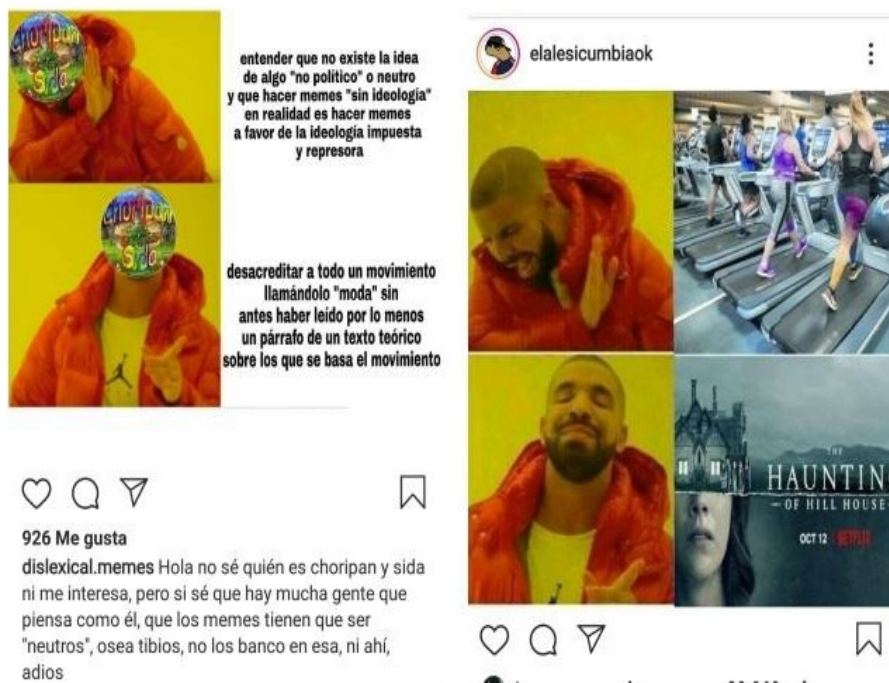 choripan
y
Sida
entender que no existe la idea
de algo "no político" o neutro
y que hacer memes "sin ideología"
en realidad es hacer memes
a favor de la ideología impuesta
y represora
choripan
y
Sida
desacreditar a todo un movimiento
llamándolo "moda" sin
antes haber leído por lo menos
un párrafo de un texto teórico
sobre los que se basa el movimiento
926 Me gusta
dislexical.memes Hola no sé quién es choripan y sida
ni me interesa, pero si sé que hay mucha gente que
piensa como él, que los memes tienen que ser
"neutros", osea tibios, no los banco en esa, ni ahí,
adios
elalesicumbiaok
THE
HAUNTIN
OF HILL HOUSE
OCT 12 NETFLIX